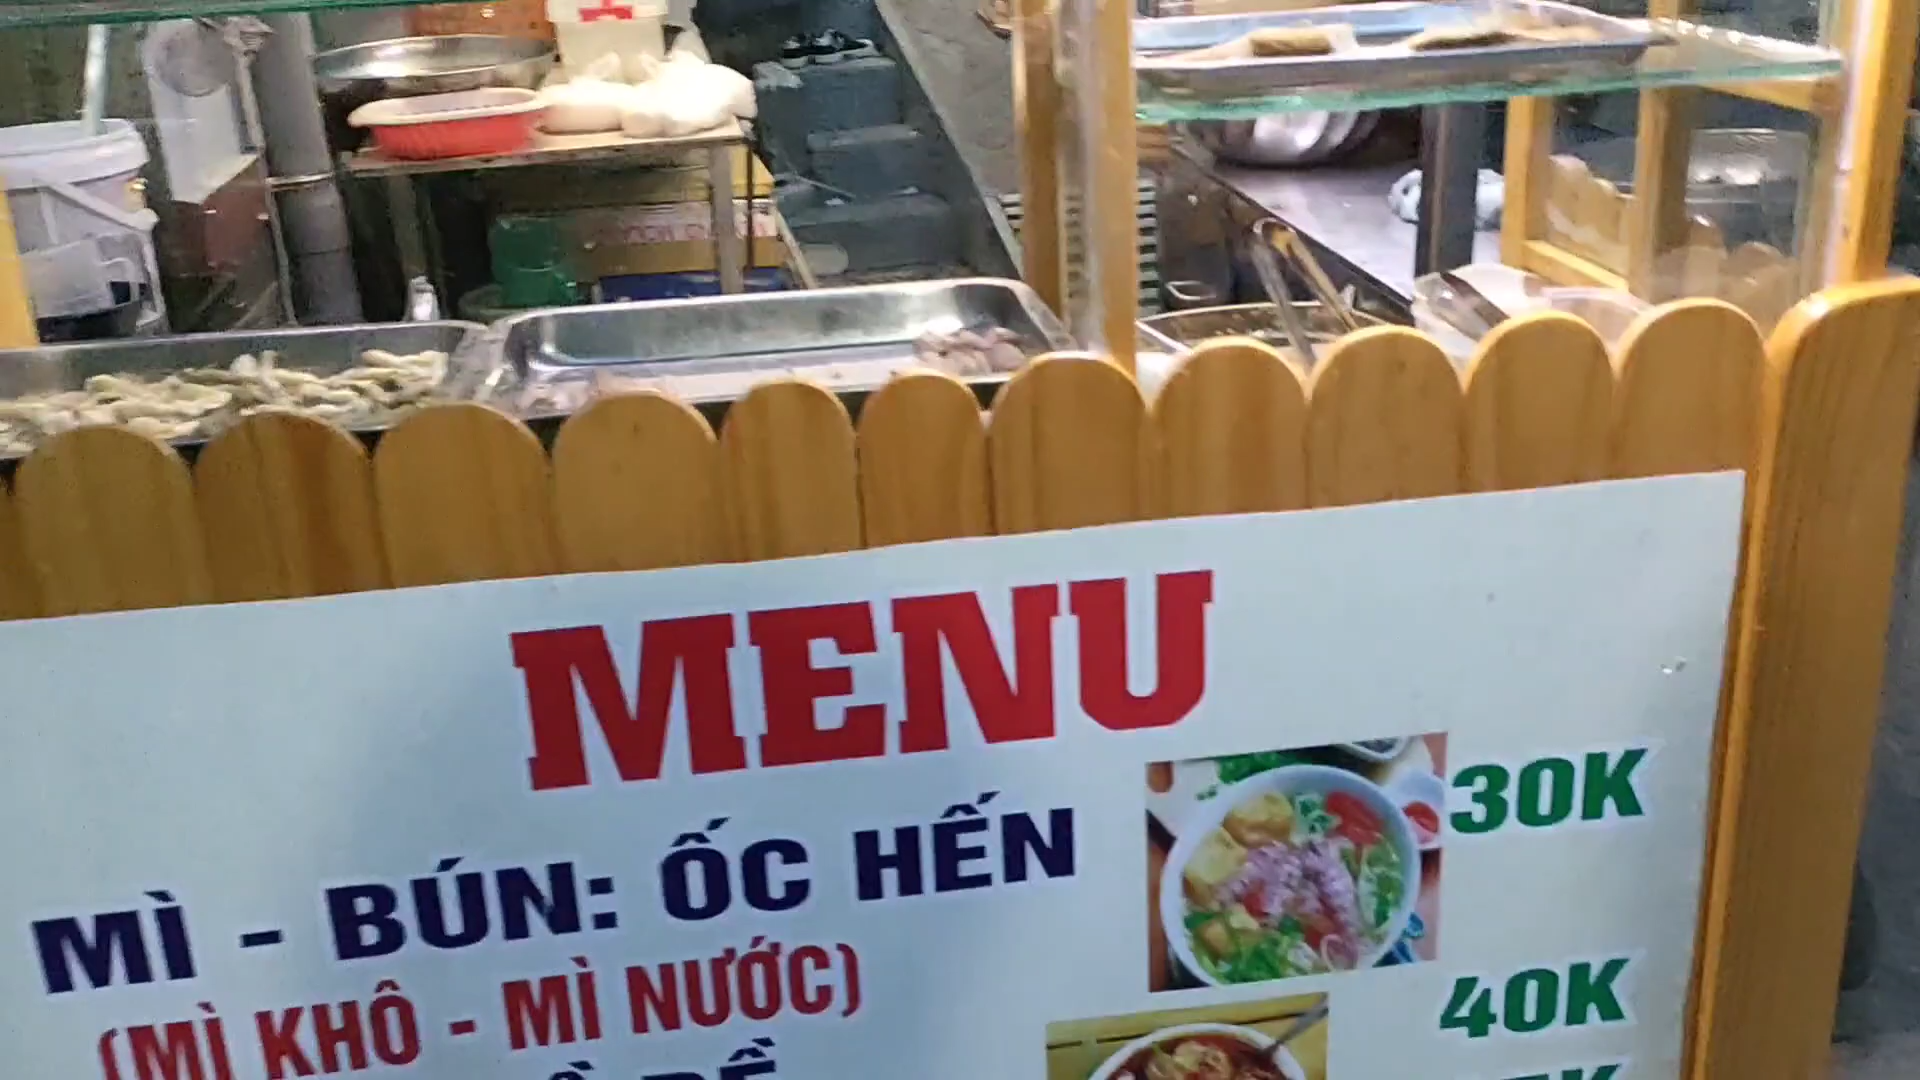 MENU
MÌ - BÚN: ỐC HẾN 30K
(MÌ KHÔ - MÌ NƯỚC)
40K